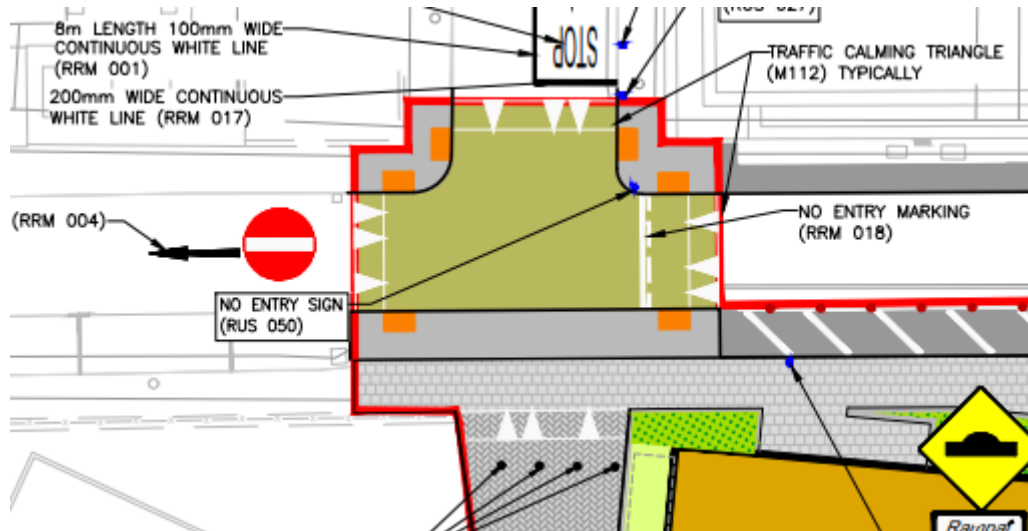 8m LENGTH 100mm WIDE
CONTINUOUS WHITE LINE
(RRM 001)
200mm WIDE CONTINUOUS
WHITE LINE (RRM 017)
STOP
TRAFFIC CALMING TRIANGLE
(M112) TYPICALLY
(RRM 004)
NO ENTRY MARKING
(RRM 018)
NO ENTRY SIGN
(RUS 050)